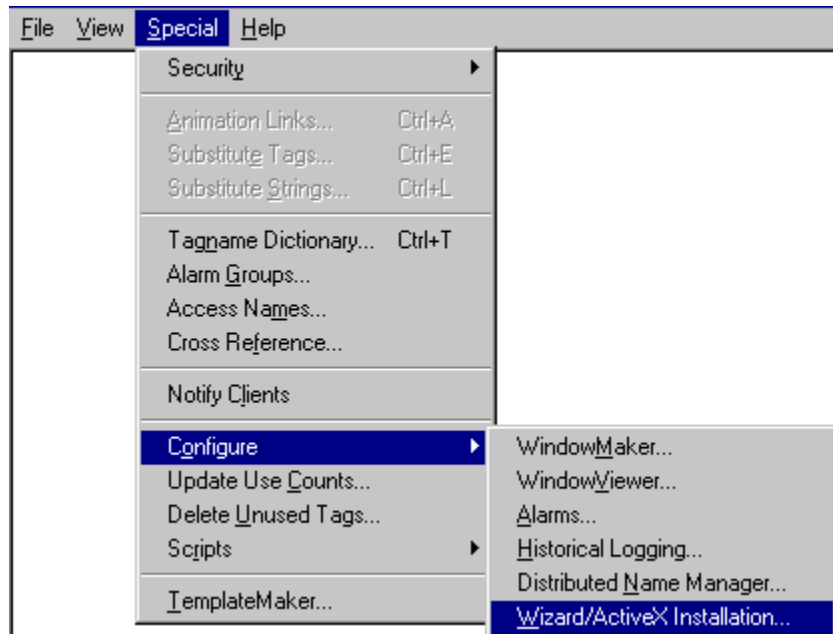 File View Special Help
Security
Animation Links... Ctrl+A
Substitute Tags... Ctrl+E
Substitute Strings... Ctrl+L
Tagname Dictionary... Ctrl+T
Alarm Groups...
Access Names...
Cross Reference...
Notify Clients
Configure
Update Use Counts...
Delete Unused Tags...
Scripts
TemplateMaker...
WindowMaker...
WindowViewer...
Alarms...
Historical Logging...
Distributed Name Manager...
Wizard/ActiveX Installation...